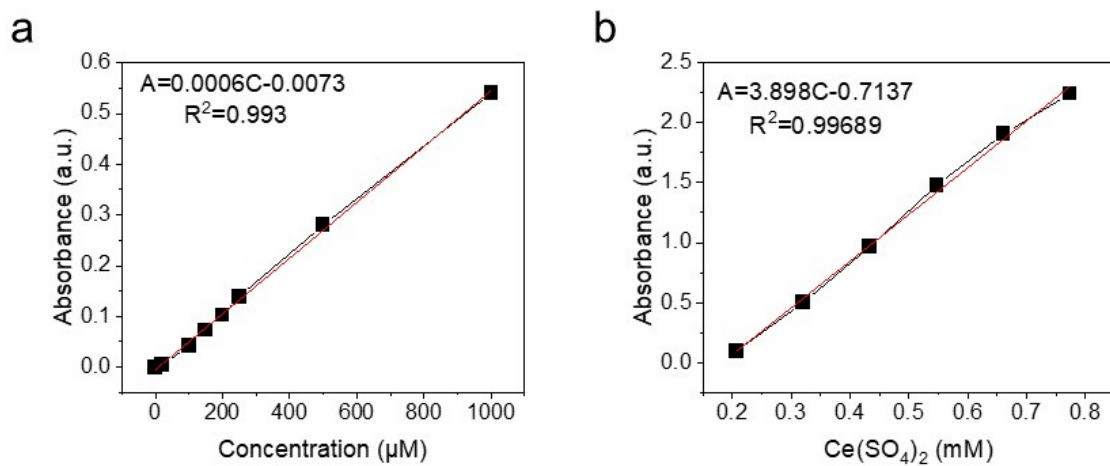 a
A=0.0006C-0.0073
R²=0.993
0.6
0.5
0.4
0.3
0.2
0.1
0.0
Absorbance (a.u.)
0 200 400 600 800 1000
Concentration (μM)
b
A=3.898C-0.7137
R²=0.99689
2.5
2.0
1.5
1.0
0.5
0.0
Absorbance (a.u.)
0.2 0.3 0.4 0.5 0.6 0.7 0.8
Ce(SO₄)₂ (mM)